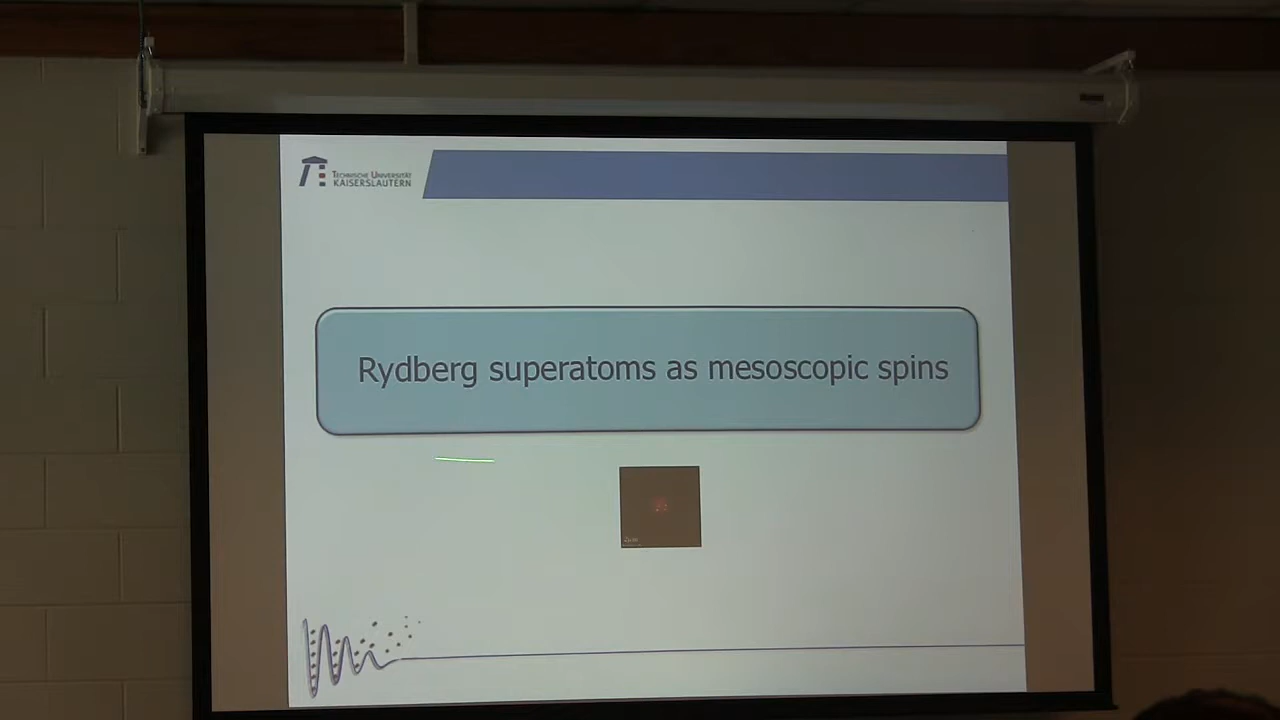 TECHNISCHE UNIVERSITÄT
KAISERSLAUTERN
Rydberg superatoms as mesoscopic spins